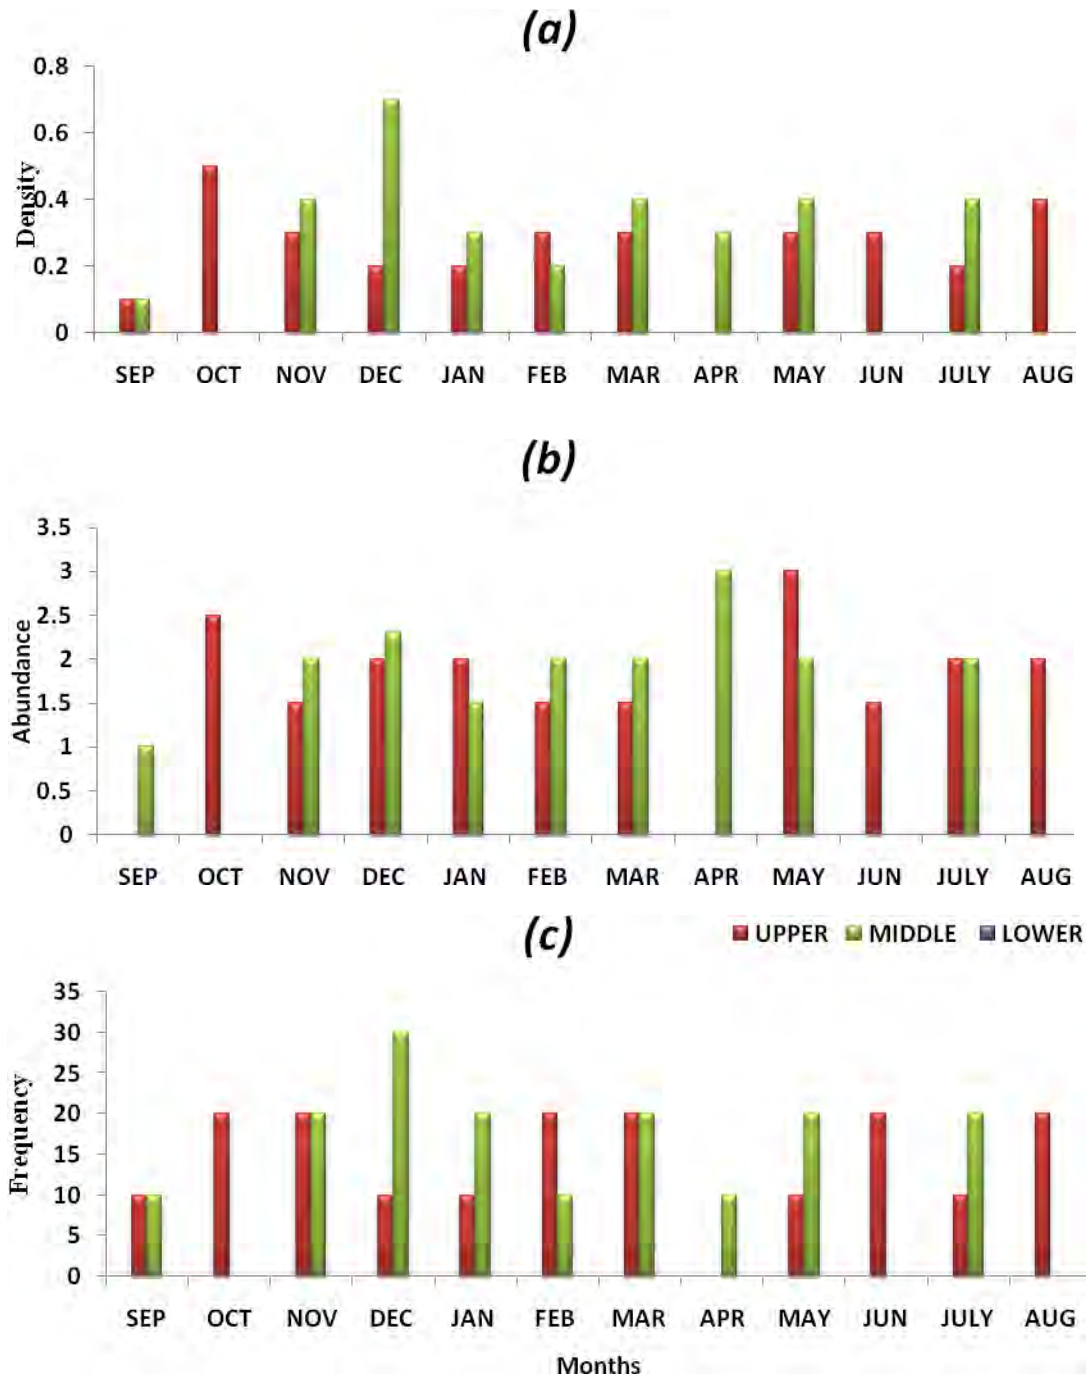 (a)
0.8
0.6
0.4
0.2
0
Density
SEP OCT NOV DEC JAN FEB MAR APR MAY JUN JULY AUG
(b)
3.5
3
2.5
2
1.5
1
0.5
0
Abundance
SEP OCT NOV DEC JAN FEB MAR APR MAY JUN JULY AUG
(c)
UPPER MIDDLE LOWER
35
30
25
20
15
10
5
0
Frequency
SEP OCT NOV DEC JAN FEB MAR APR MAY JUN JULY AUG
Months